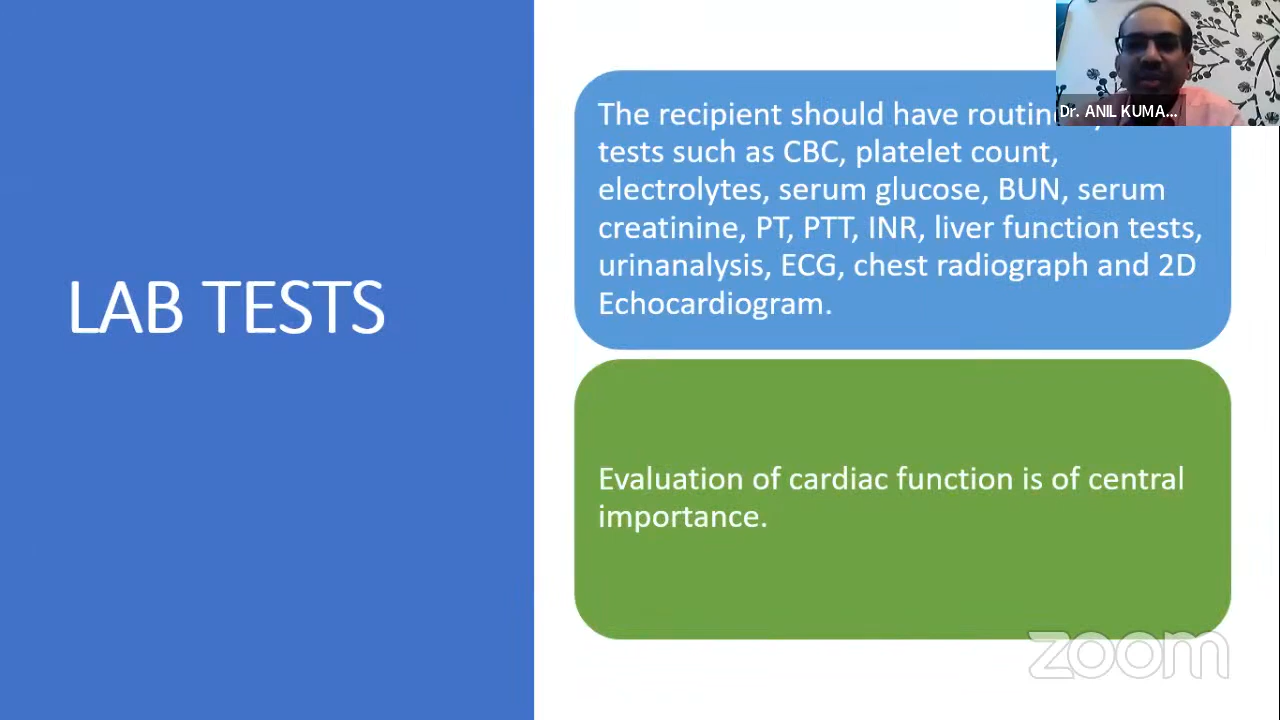 LAB TESTS
The recipient should have routine
tests such as CBC, platelet count,
electrolytes, serum glucose, BUN, serum
creatinine, PT, PTT, INR, liver function tests,
urinanalysis, ECG, chest radiograph and 2D
Echocardiogram.
Evaluation of cardiac function is of central
importance.
Dr. ANIL KUMA...
zoom